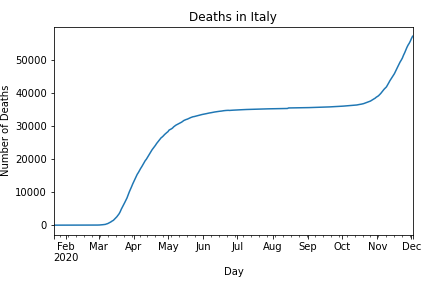 Deaths in Italy
Number of Deaths
50000
40000
30000
20000
10000
0
Feb Mar Apr May Jun Jul Aug Sep Oct Nov Dec
2020
Day